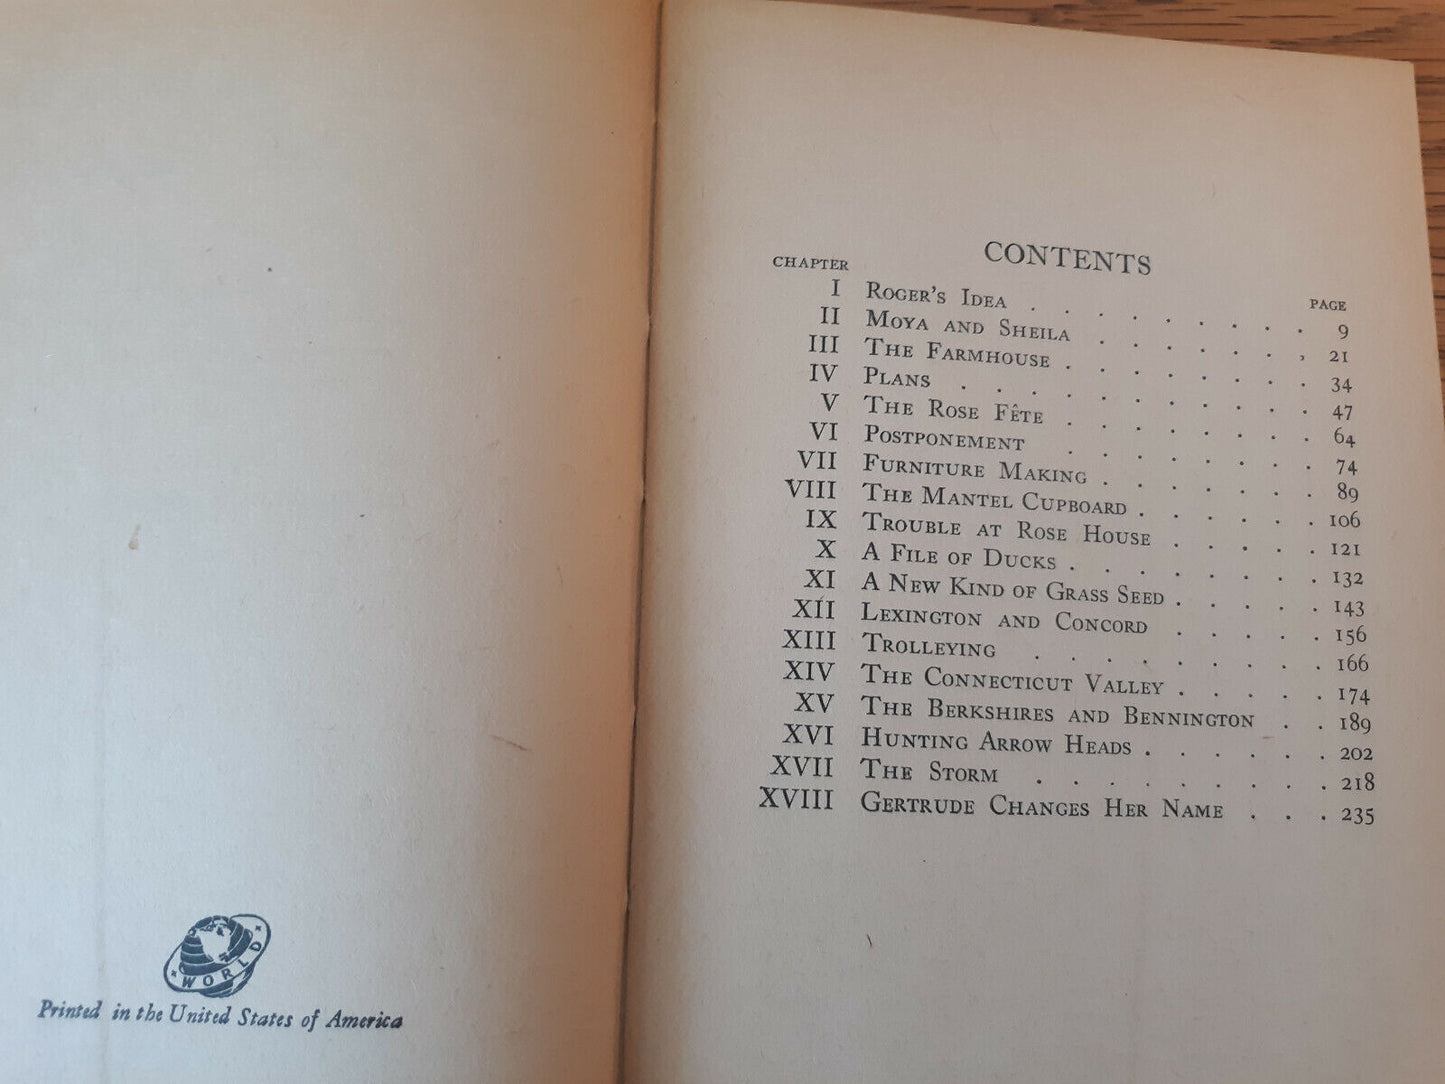 WORLD
Printed in the United States of America
CONTENTS
CHAPTER PAGE
I ROGER'S IDEA . . . . . . . . . 9
II MOYA AND SHEILA . . . . . . , 21
III THE FARMHOUSE . . . . . . . . 34
IV PLANS . . . . . . . . . . 47
V THE ROSE FÊTE . . . . . . . . 64
VI POSTPONEMENT . . . . . . . . 74
VII FURNITURE MAKING . . . . . . . 89
VIII THE MANTEL CUPBOARD . . . . . . 106
IX TROUBLE AT ROSE HOUSE . . . . . 121
X A FILE OF DUCKS . . . . . . . . 132
XI A NEW KIND OF GRASS SEED . . . . . 143
XII LEXINGTON AND CONCORD . . . . . 156
XIII TROLLEYING . . . . . . . . . 166
XIV THE CONNECTICUT VALLEY . . . . . 174
XV THE BERKSHIRES AND BENNINGTON . . 189
XVI HUNTING ARROW HEADS . . . . . . 202
XVII THE STORM . . . . . . . . . 218
XVIII GERTRUDE CHANGES HER NAME . . . 235